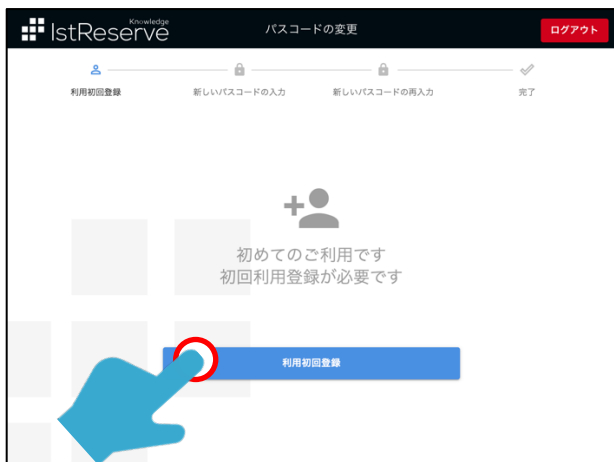 Knowledge
IstReserve
パスコードの変更
ログアウト
利用初回登録
新しいパスコードの入力
新しいパスコードの再入力
完了
初めてのご利用です
初回利用登録が必要です
利用初回登録